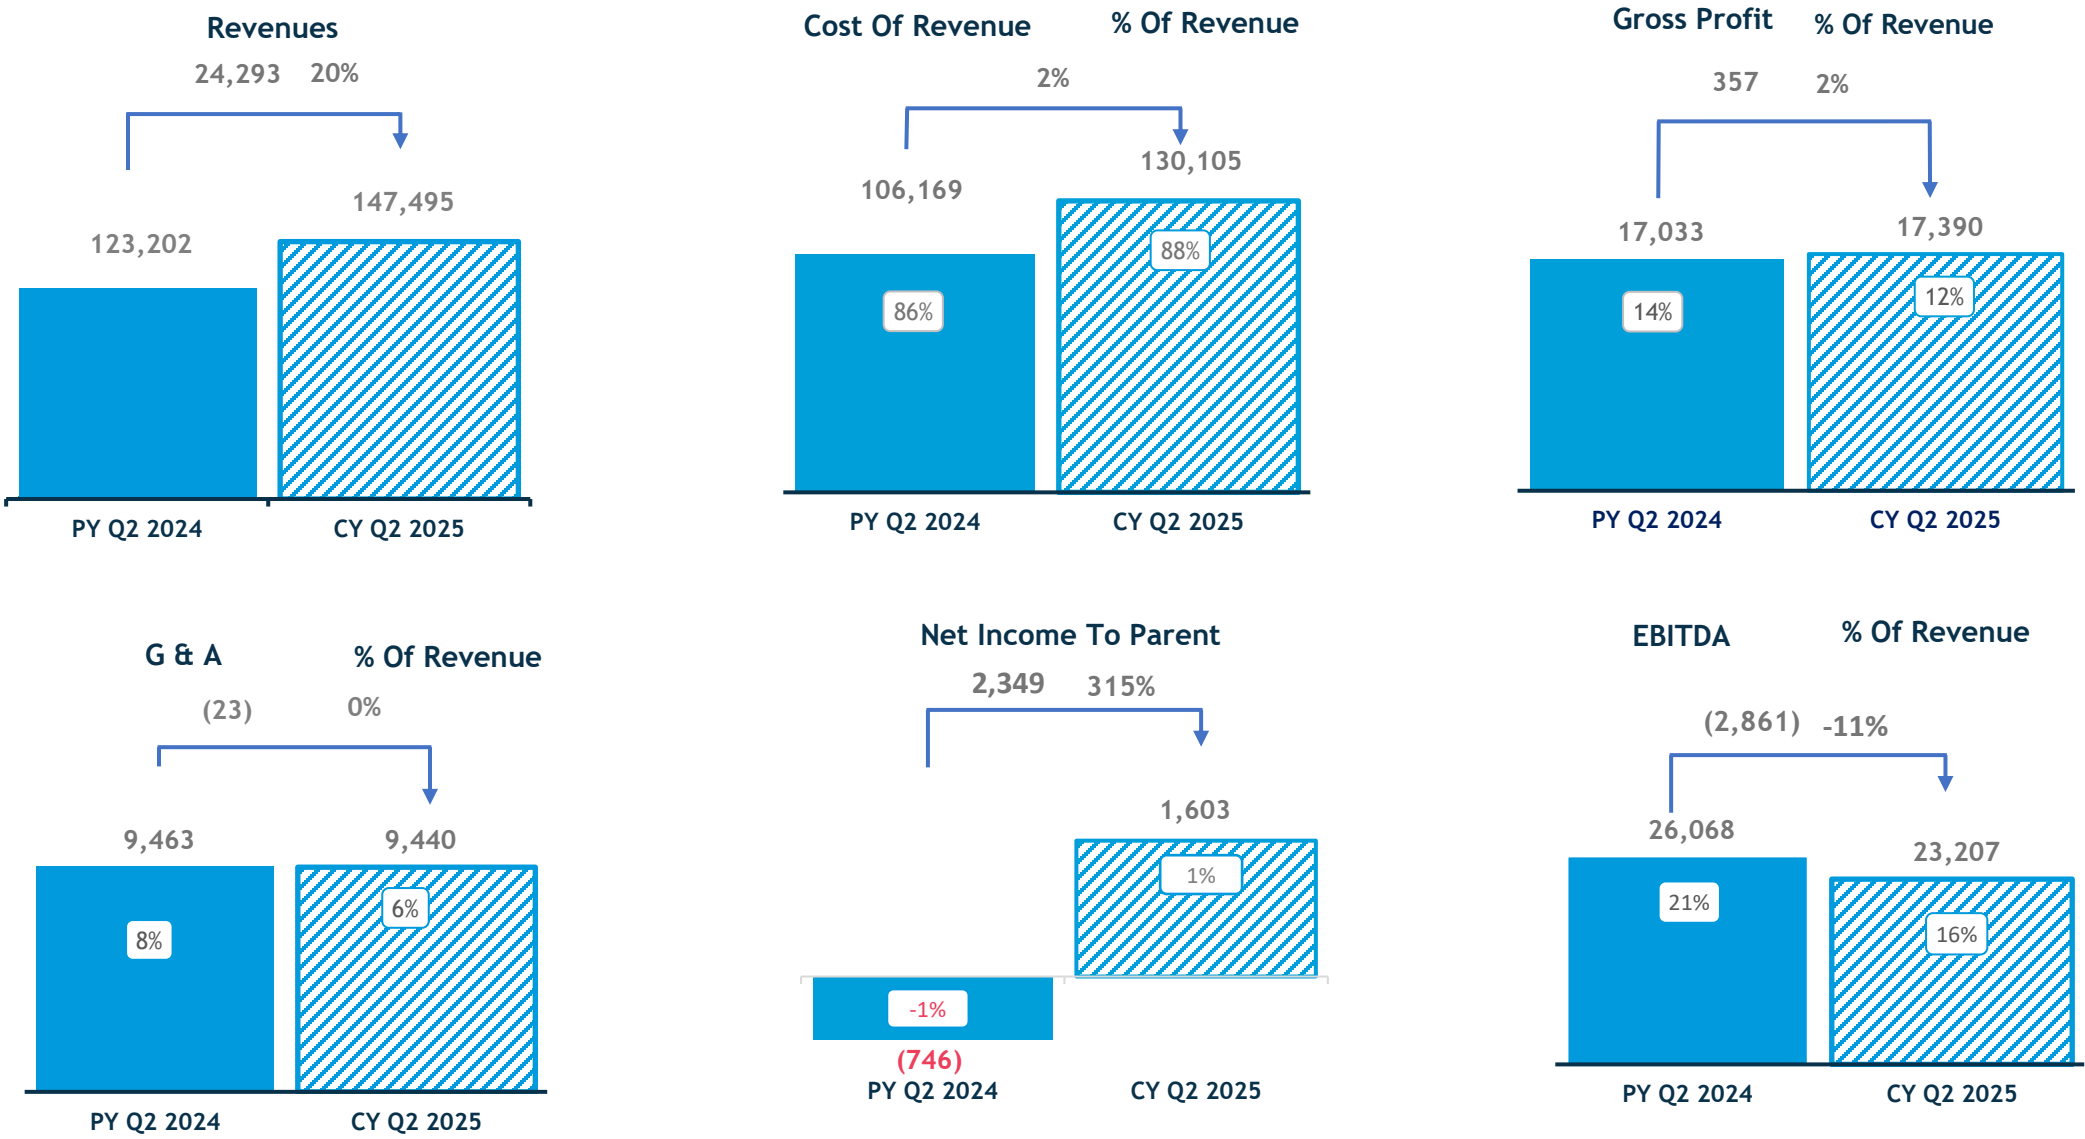 Revenues
24,293 20%
123,202
147,495
PY Q2 2024
CY Q2 2025
Cost Of Revenue
% Of Revenue
2%
106,169
130,105
86%
88%
PY Q2 2024
CY Q2 2025
Gross Profit
% Of Revenue
357 2%
17,033
17,390
14%
12%
PY Q2 2024
CY Q2 2025
G & A
% Of Revenue
(23) 0%
9,463
9,440
8%
6%
PY Q2 2024
CY Q2 2025
Net Income To Parent
2,349 315%
1,603
1%
-1%
(746)
PY Q2 2024
CY Q2 2025
EBITDA
% Of Revenue
(2,861) -11%
26,068
23,207
21%
16%
PY Q2 2024
CY Q2 2025